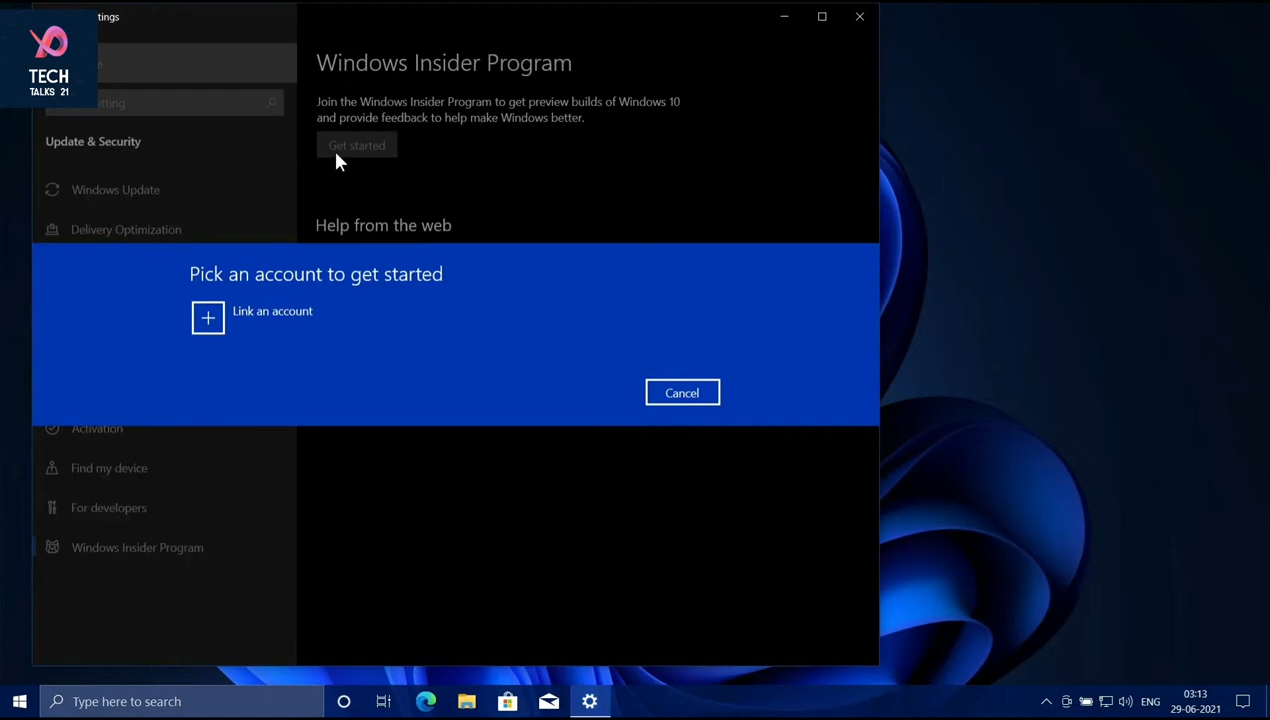 tings
TECH
TALKS 21
e
etting
Update & Security
Windows Update
Delivery Optimization
Activation
Find my device
For developers
Windows Insider Program
Windows Insider Program
Join the Windows Insider Program to get preview builds of Windows 10
and provide feedback to help make Windows better.
Get started
Help from the web
Pick an account to get started
Link an account
Cancel
Type here to search
ENG
03:13
29-06-2021